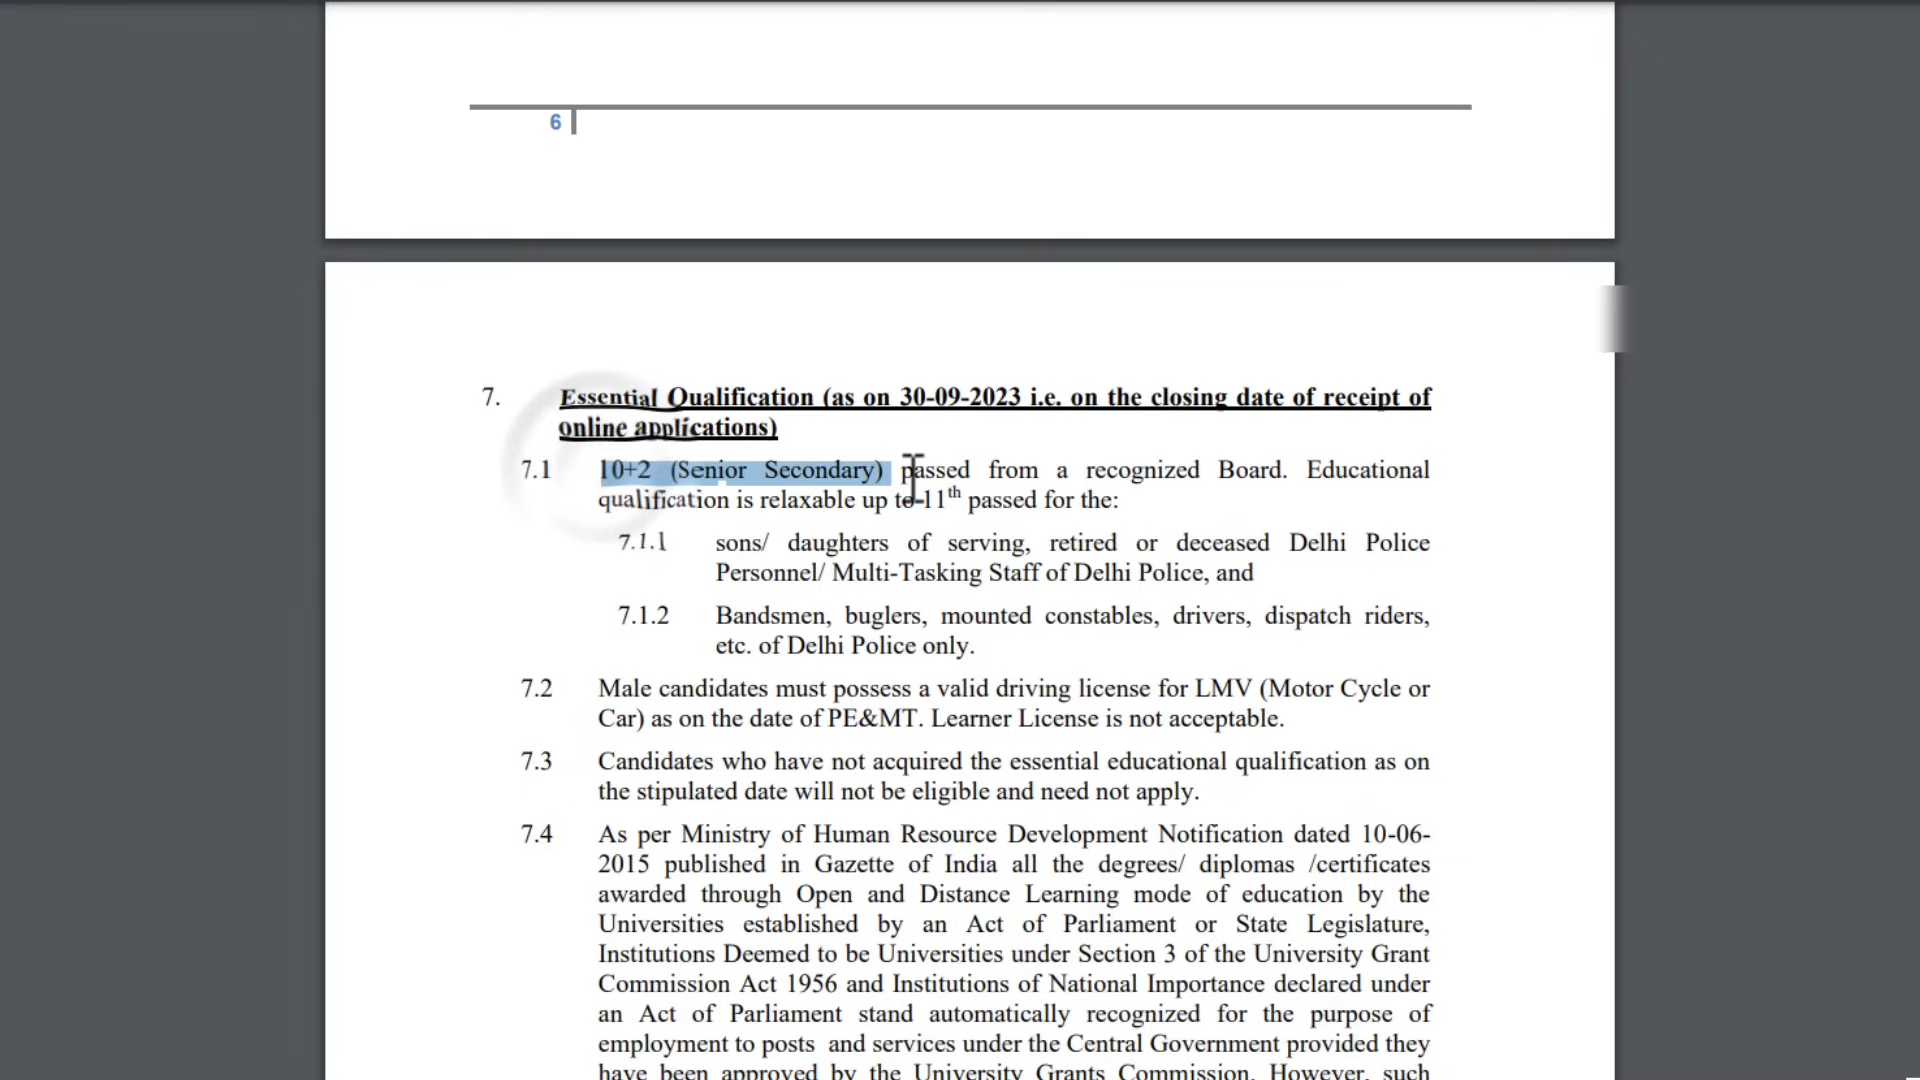 6
7. Essential Qualification (as on 30-09-2023 i.e. on the closing date of receipt of
online applications)
7.1 10+2 (Senior Secondary) passed from a recognized Board. Educational
qualification is relaxable up to 11th passed for the:
7.1.1 sons/ daughters of serving, retired or deceased Delhi Police
Personnel/ Multi-Tasking Staff of Delhi Police, and
7.1.2 Bandsmen, buglers, mounted constables, drivers, dispatch riders,
etc. of Delhi Police only.
7.2 Male candidates must possess a valid driving license for LMV (Motor Cycle or
Car) as on the date of PE&MT. Learner License is not acceptable.
7.3 Candidates who have not acquired the essential educational qualification as on
the stipulated date will not be eligible and need not apply.
7.4 As per Ministry of Human Resource Development Notification dated 10-06-
2015 published in Gazette of India all the degrees/ diplomas /certificates
awarded through Open and Distance Learning mode of education by the
Universities established by an Act of Parliament or State Legislature,
Institutions Deemed to be Universities under Section 3 of the University Grant
Commission Act 1956 and Institutions of National Importance declared under
an Act of Parliament stand automatically recognized for the purpose of
employment to posts and services under the Central Government provided they
have been approved by the University Grants Commission. However, such